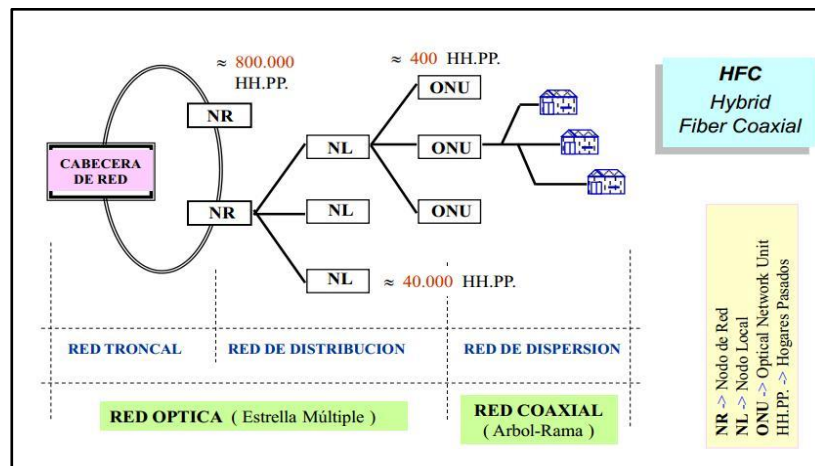 ≈ 800.000
HH.PP.
≈ 400 HH.PP.
HFC
Hybrid
Fiber Coaxial
ONU
NR
CABECERA
DE RED
NL
ONU
NR
NL
ONU
NL
≈ 40.000 HH.PP.
RED TRONCAL
RED DE DISTRIBUCION
RED DE DISPERSION
RED OPTICA ( Estrella Múltiple )
RED COAXIAL
( Arbol-Rama )
NR -> Nodo de Red
NL -> Nodo Local
ONU -> Optical Network Unit
HH.PP. -> Hogares Pasados